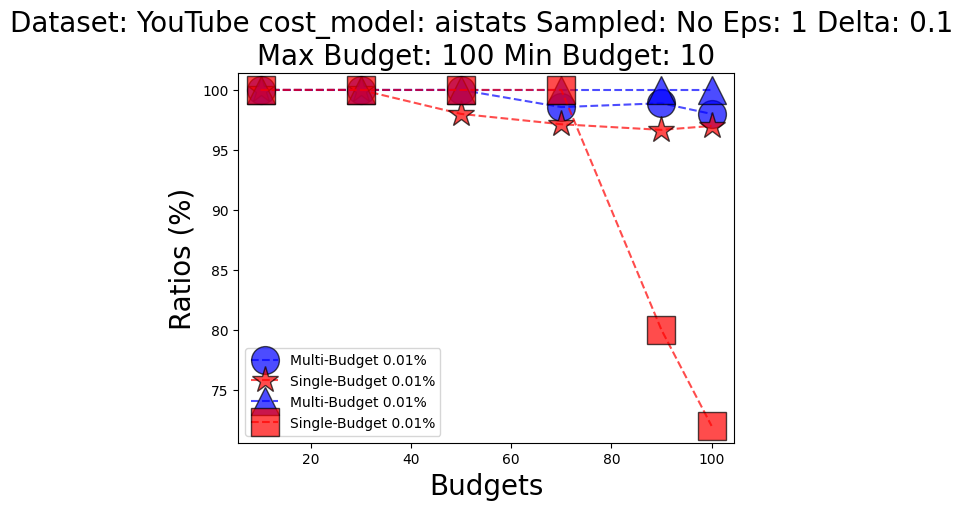 Dataset: YouTube cost_model: aistats Sampled: No Eps: 1 Delta: 0.1
Max Budget: 100 Min Budget: 10
100
95
90
85
80
75
Ratios (%)
Multi-Budget 0.01%
Single-Budget 0.01%
Multi-Budget 0.01%
Single-Budget 0.01%
20 40 60 80 100
Budgets